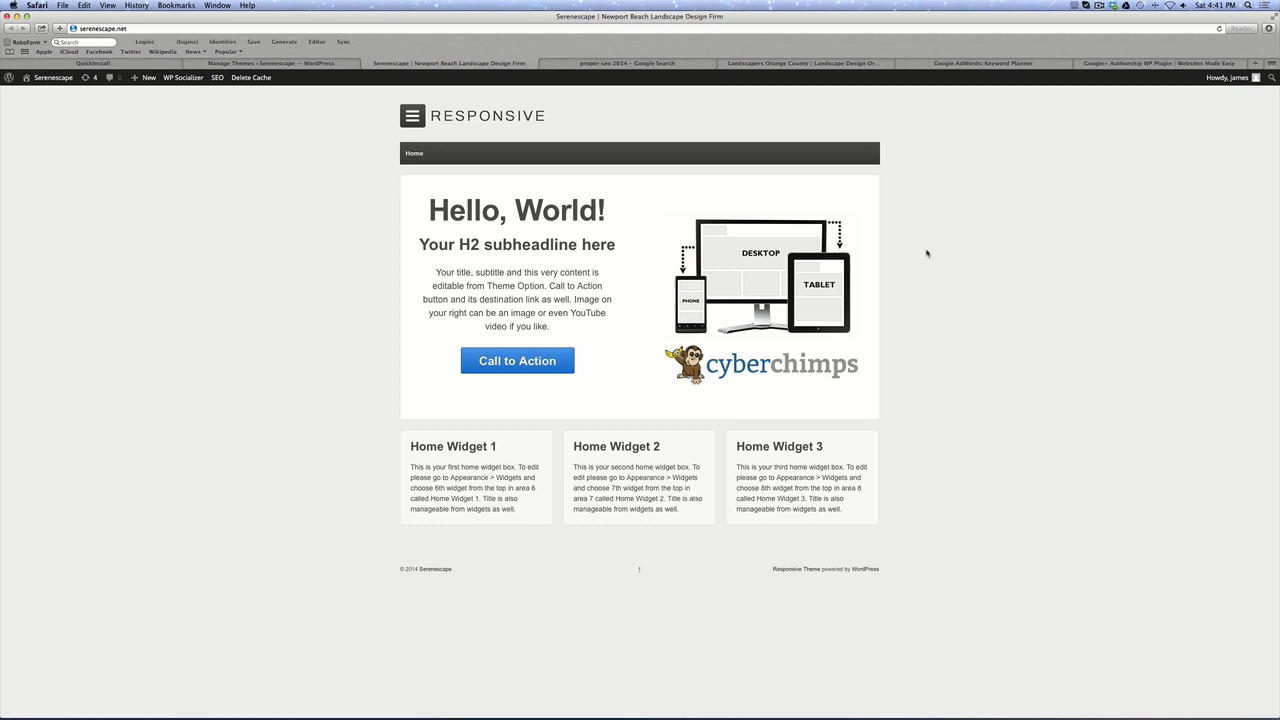 Safari File Edit View History Bookmarks Window Help Sat 4:41 PM
Serenescape | Newport Beach Landscape Design Firm
serenescape.net Reader
RoboForm Search Logins (logins) Identities Save Generate Editor Sync
Apple iCloud Facebook Twitter Wikipedia News Popular
QuickInstall Manage Themes ‹ Serenescape — WordPress Serenescape | Newport Beach Landscape Design Firm proper seo 2014 - Google Search Landscapers Orange County | Landscape Design Or... Google AdWords: Keyword Planner Google+ Authorship WP Plugin | Websites Made Easy
Serenescape 4 0 New WP Socializer SEO Delete Cache Howdy, james
RESPONSIVE
Home
Hello, World!
Your H2 subheadline here
Your title, subtitle and this very content is
editable from Theme Option. Call to Action
button and its destination link as well. Image on
your right can be an image or even YouTube
video if you like.
Call to Action
DESKTOP
TABLET
PHONE
cyberchimps
Home Widget 1
This is your first home widget box. To edit
please go to Appearance > Widgets and
choose 6th widget from the top in area 6
called Home Widget 1. Title is also
manageable from widgets as well.
Home Widget 2
This is your second home widget box. To
edit please go to Appearance > Widgets
and choose 7th widget from the top in
area 7 called Home Widget 2. Title is also
manageable from widgets as well.
Home Widget 3
This is your third home widget box. To edit
please go to Appearance > Widgets and
choose 8th widget from the top in area 8
called Home Widget 3. Title is also
manageable from widgets as well.
© 2014 Serenescape ↑ Responsive Theme powered by WordPress